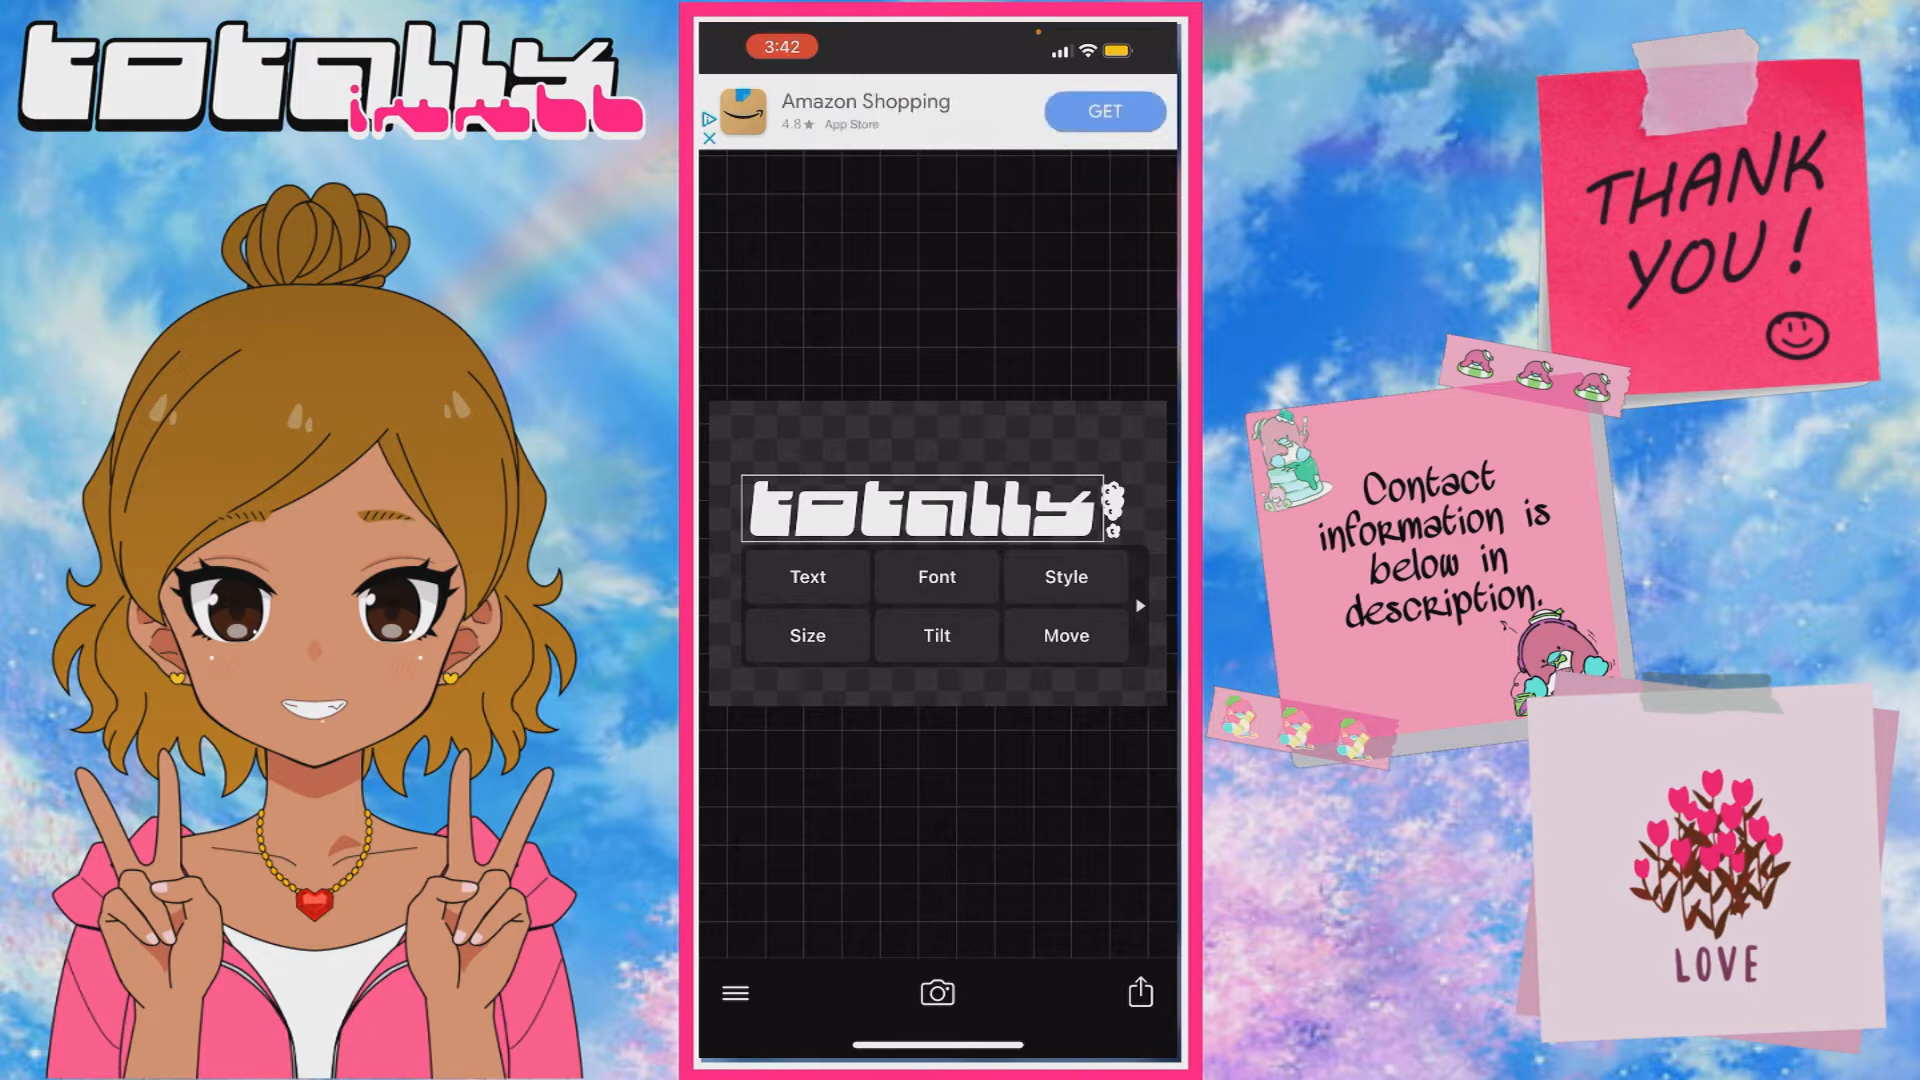 totally
3:42
Amazon Shopping
4.8★ App Store
GET
totally
Text
Font
Style
Size
Tilt
Move
THANK
YOU!
Contact
information is
below in
description.
LOVE